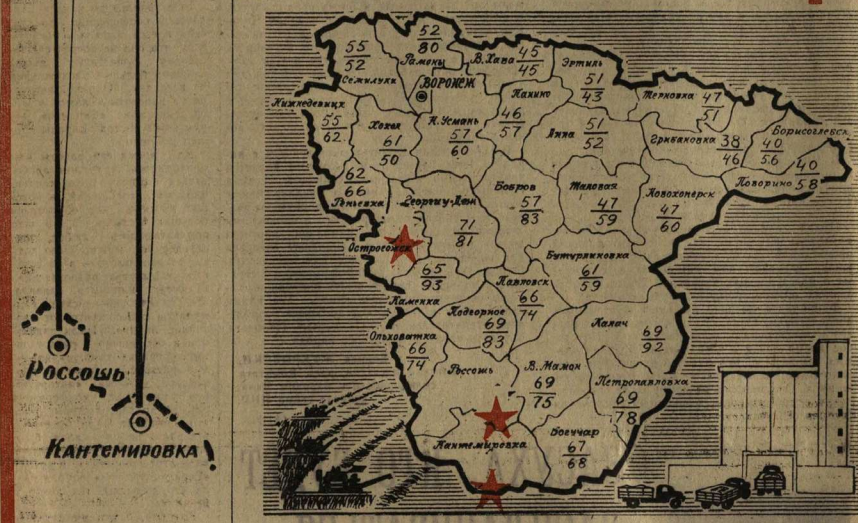 Россошь
Кантемировка
55
52
Семилуки
52
80
Рамонь
ВОРОНЕЖ
В.Хава 45
45
Эртиль
51
43
Терновка 47
51
Борисоглебск
40
56
Грибановка 38
46
Поворино 40
58
Нижнедевицк
55
62
Хохол
61
50
Н.Усмань
57
60
Панино
46
57
Анна 51
52
62
66
Репьевка
Георгиу-Деж
71
81
Бобров
57
83
Таловая
47
59
Новохоперск
47
60
Острогожск
65
93
Каменка
Бутурлиновка
61
59
Павловск
66
74
Подгорное
69
83
Калач
69
92
Ольховатка
66
74
Россошь
В.Мамон
69
75
Петропавловка
69
78
Кантемировка
Богучар
67
68